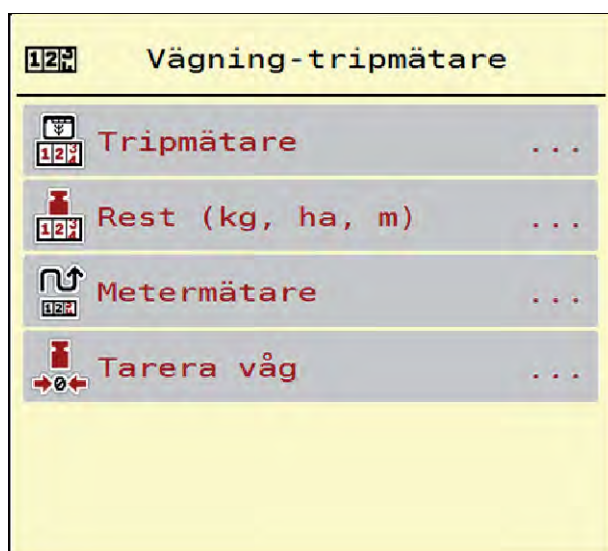 Vägning-tripmätare
Tripmätare ...
Rest (kg, ha, m) ...
Metermätare ...
Tarera våg ...